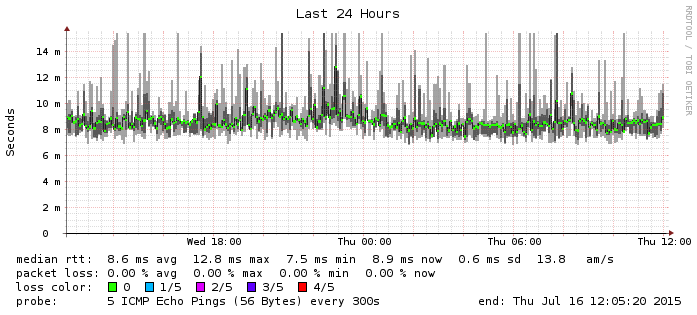 Last 24 Hours
RRDTOOL / TOBI OETIKER
Seconds
14 m
12 m
10 m
8 m
6 m
4 m
2 m
0
Wed 18:00 Thu 00:00 Thu 06:00 Thu 12:00
median rtt: 8.6 ms avg 12.8 ms max 7.5 ms min 8.9 ms now 0.6 ms sd 13.8 am/s
packet loss: 0.00 % avg 0.00 % max 0.00 % min 0.00 % now
loss color: 0 1/5 2/5 3/5 4/5
probe: 5 ICMP Echo Pings (56 Bytes) every 300s end: Thu Jul 16 12:05:20 2015